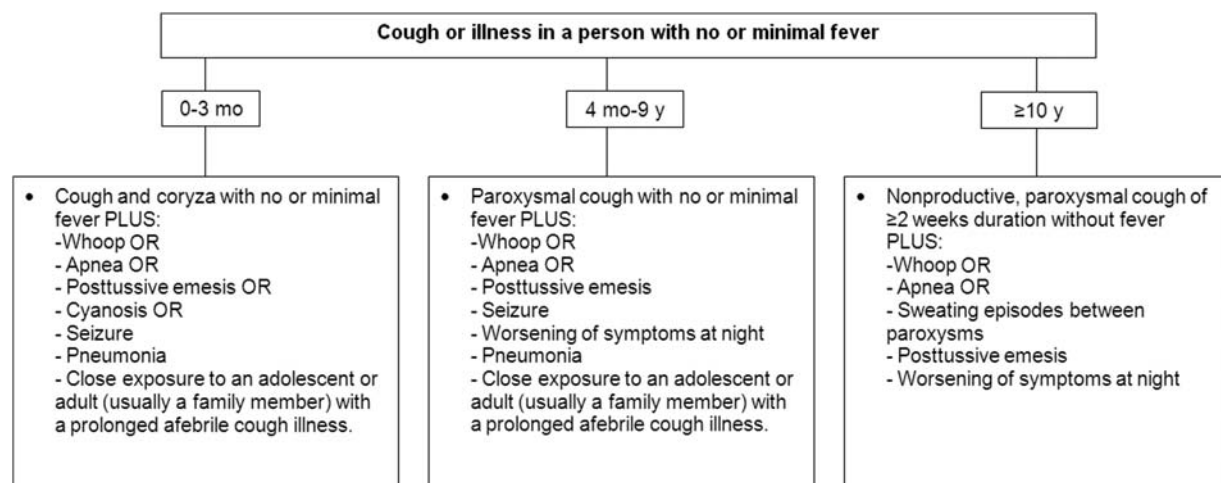 Cough or illness in a person with no or minimal fever
0-3 mo
4 mo-9 y
≥10 y
• Cough and coryza with no or minimal
fever PLUS:
-Whoop OR
- Apnea OR
- Posttussive emesis OR
- Cyanosis OR
- Seizure
- Pneumonia
- Close exposure to an adolescent or
adult (usually a family member) with
a prolonged afebrile cough illness.
• Paroxysmal cough with no or minimal
fever PLUS:
-Whoop OR
- Apnea OR
- Posttussive emesis
- Seizure
- Worsening of symptoms at night
- Pneumonia
- Close exposure to an adolescent or
adult (usually a family member) with
a prolonged afebrile cough illness.
• Nonproductive, paroxysmal cough of
≥2 weeks duration without fever
PLUS:
-Whoop OR
- Apnea OR
- Sweating episodes between
paroxysms
- Posttussive emesis
- Worsening of symptoms at night